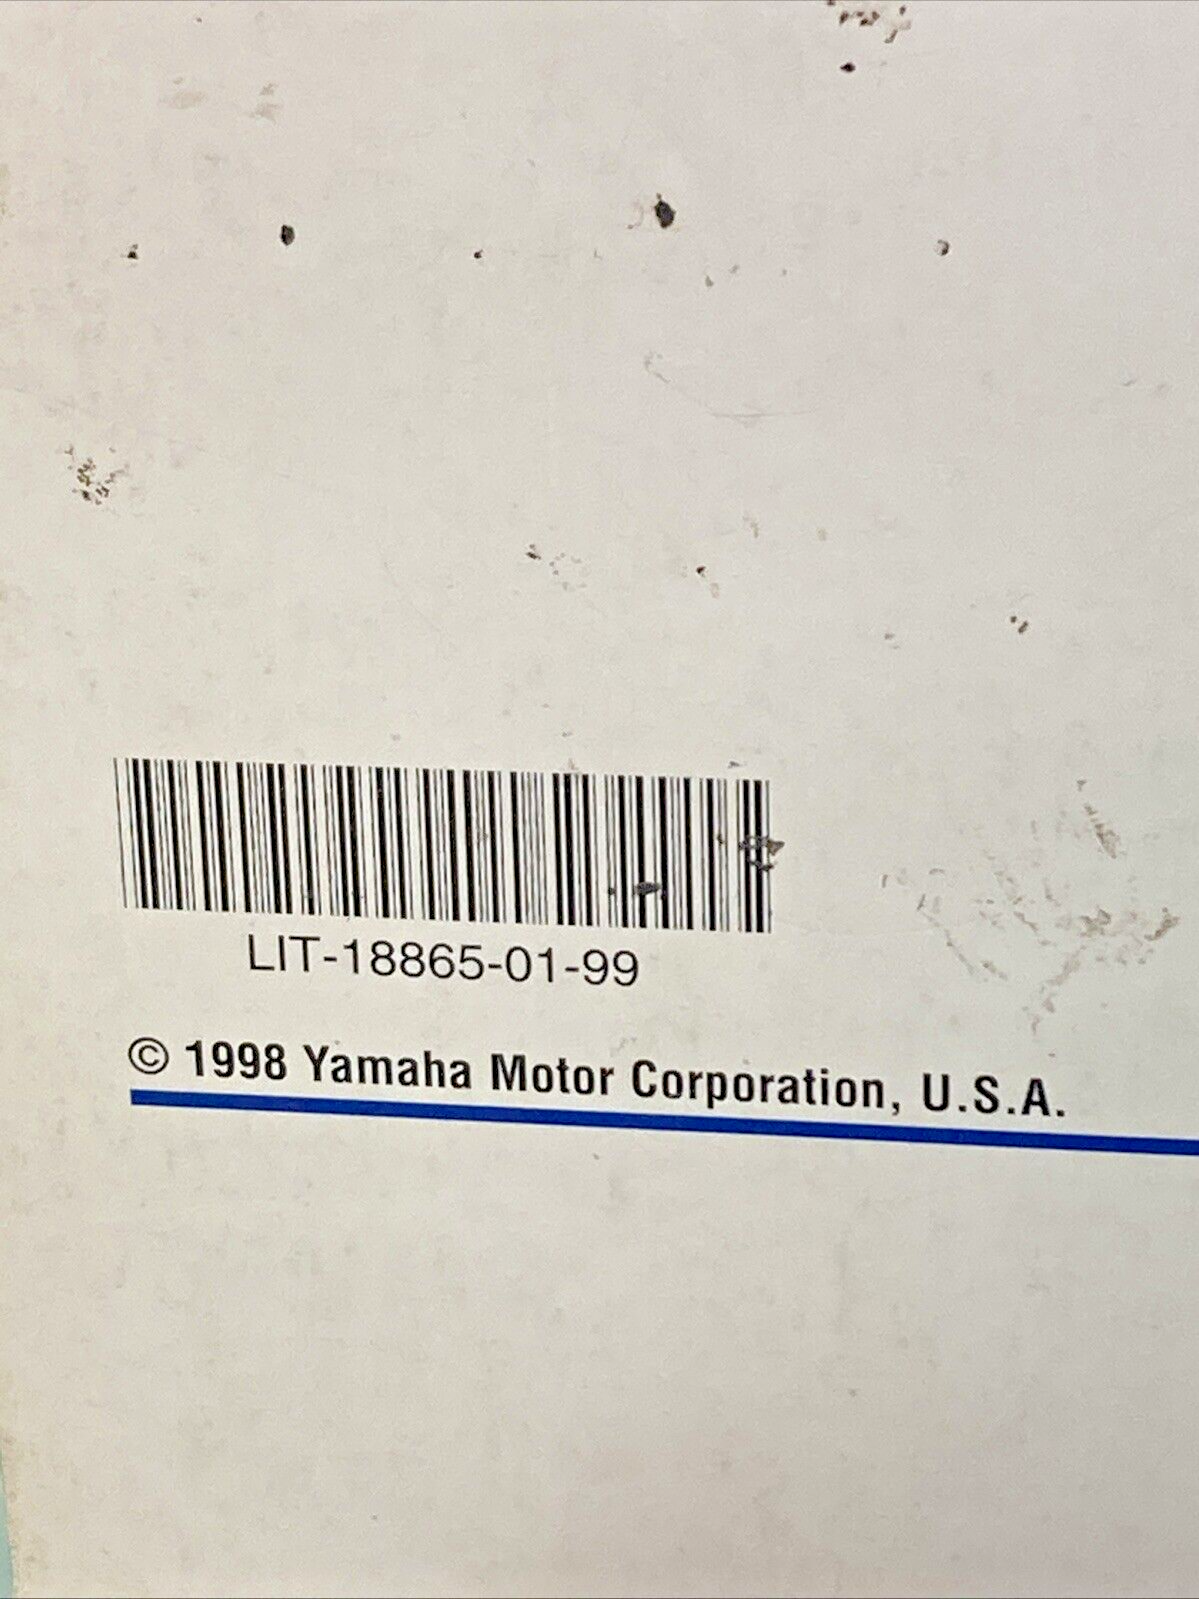 LIT-18865-01-99
© 1998 Yamaha Motor Corporation, U.S.A.